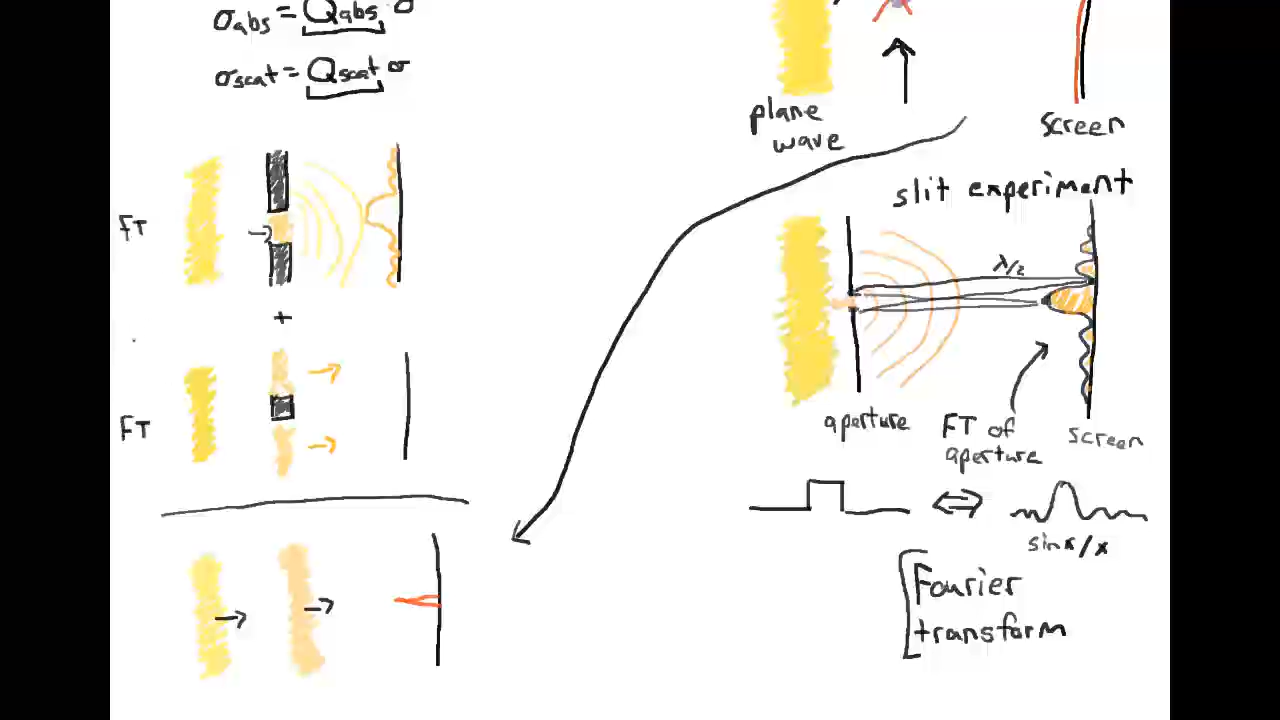 σabs = Qabs σ
σscat = Qscat σ
plane
wave
screen
slit experiment
FT
+
FT
λ/2
aperture
FT of
aperture
screen
sinx/x
Fourier
transform